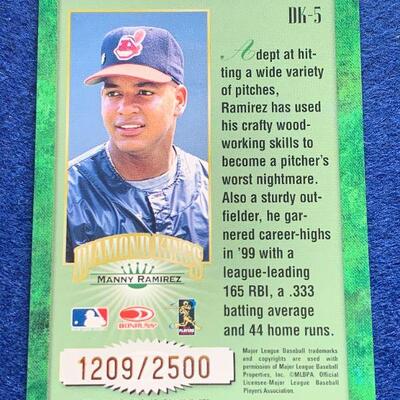 DK-5
Adept at hit-
ting a wide variety
of pitches,
Ramirez has used
his crafty wood-
working skills to
become a pitcher's
worst nightmare.
Also a sturdy out-
fielder, he gar-
nered career-highs
in '99 with a
league-leading
165 RBI, a .333
batting average
and 44 home runs.
DIAMOND KINGS
MANNY RAMIREZ
DONRUSS
PLAYERS
1209/2500
Major League Baseball trademarks
and copyrights are used with
permission of Major League Baseball
Properties, Inc. ©MLBPA. Official
Licensee-Major League Baseball
Players Association.